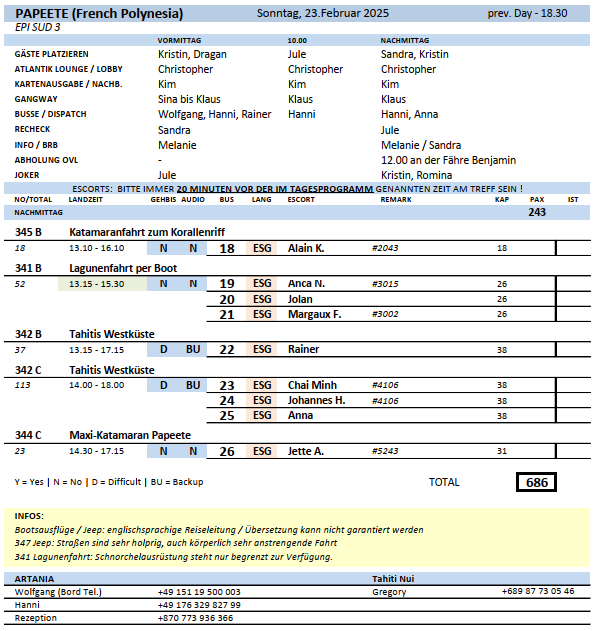 PAPEETE (French Polynesia) Sonntag, 23.Februar 2025 prev. Day - 18.30
EPI SUD 3
VORMITTAG 10.00 NACHMITTAG
GÄSTE PLATZIEREN Kristin, Dragan Jule Sandra, Kristin
ATLANTIK LOUNGE / LOBBY Christopher Christopher Christopher
KARTENAUSGABE / NACHB. Kim Kim Kim
GANGWAY Sina bis Klaus Klaus Klaus
BUSSE / DISPATCH Wolfgang, Hanni, Rainer Hanni Hanni, Anna
RECHECK Sandra Jule
INFO / BRB Melanie Melanie / Sandra
ABHOLUNG OVL - 12.00 an der Fähre Benjamin
JOKER Jule Kristin, Romina
ESCORTS: BITTE IMMER 20 MINUTEN VOR DER IM TAGESPROGRAMM GENANNTEN ZEIT AM TREFF SEIN !
NO/TOTAL LANDZEIT GEHBIS AUDIO BUS LANG ESCORT REMARK KAP PAX IST
NACHMITTAG 243
345 B Katamaranfahrt zum Korallenriff
18 13.10 - 16.10 N N 18 ESG Alain K. #2043 18
341 B Lagunenfahrt per Boot
52 13.15 - 15.30 N N 19 ESG Anca N. #3015 26
20 ESG Jolan 26
21 ESG Margaux F. #3002 26
342 B Tahitis Westküste
37 13.15 - 17.15 D BU 22 ESG Rainer 38
342 C Tahitis Westküste
113 14.00 - 18.00 D BU 23 ESG Chai Minh #4106 38
24 ESG Johannes H. #4106 38
25 ESG Anna 38
344 C Maxi-Katamaran Papeete
23 14.30 - 17.15 N N 26 ESG Jette A. #5243 31
Y = Yes | N = No | D = Difficult | BU = Backup TOTAL 686
INFOS:
Bootsausflüge / Jeep: englischsprachige Reiseleitung / Übersetzung kann nicht garantiert werden
347 Jeep: Straßen sind sehr holprig, auch körperlich sehr anstrengende Fahrt
341 Lagunenfahrt: Schnorchelausrüstung steht nur begrenzt zur Verfügung.
ARTANIA Tahiti Nui
Wolfgang (Bord Tel.) +49 151 19 500 003 Gregory +689 87 73 05 46
Hanni +49 176 329 827 99
Rezeption +870 773 936 366